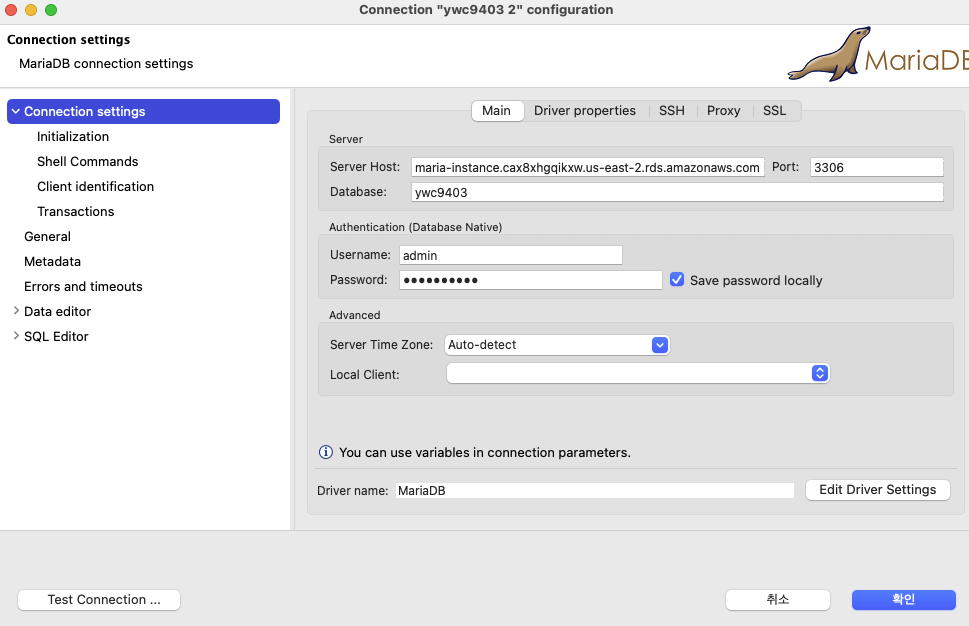 Connection "ywc9403 2" configuration
Connection settings
MariaDB connection settings
MariaDB
Connection settings
Initialization
Shell Commands
Client identification
Transactions
General
Metadata
Errors and timeouts
Data editor
SQL Editor
Main Driver properties SSH Proxy SSL
Server
Server Host: maria-instance.cax8xhgqikxw.us-east-2.rds.amazonaws.com Port: 3306
Database: ywc9403
Authentication (Database Native)
Username: admin
Password: ●●●●●●●●●● Save password locally
Advanced
Server Time Zone: Auto-detect
Local Client:
You can use variables in connection parameters.
Driver name: MariaDB Edit Driver Settings
Test Connection ... 취소 확인